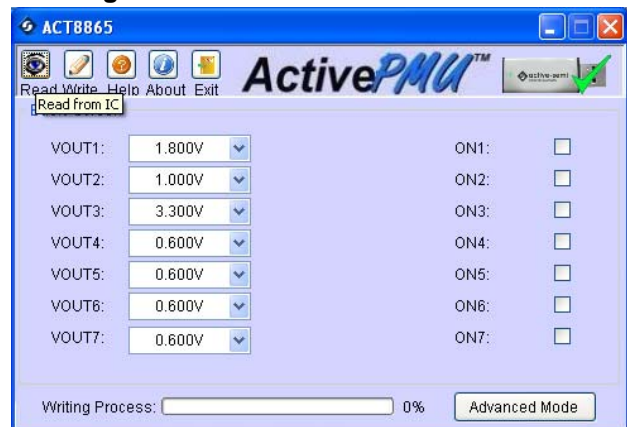 ACT8865
Read Write Help About Exit
ActivePMU™
active-semi
Read from IC
VOUT1: 1.800V ON1:
VOUT2: 1.000V ON2:
VOUT3: 3.300V ON3:
VOUT4: 0.600V ON4:
VOUT5: 0.600V ON5:
VOUT6: 0.600V ON6:
VOUT7: 0.600V ON7:
Writing Process: 0% Advanced Mode